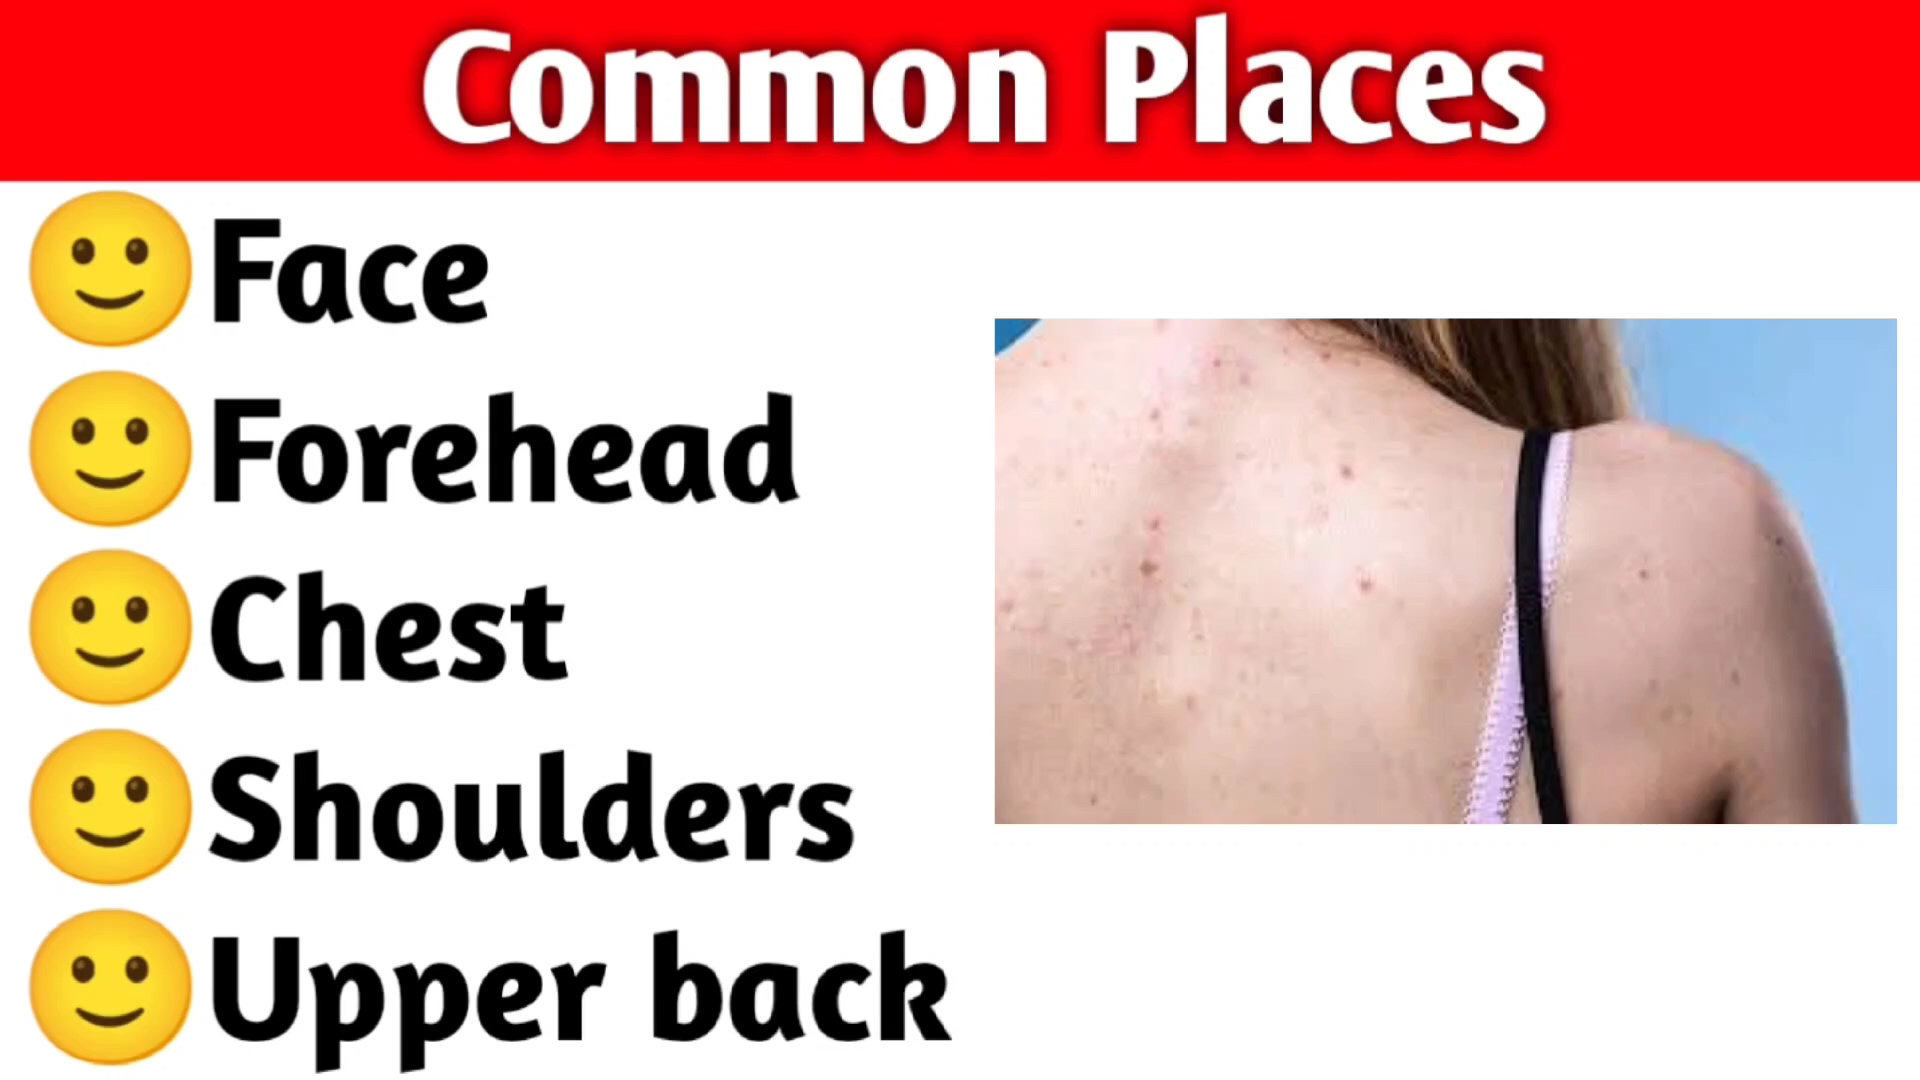 Common Places
Face
Forehead
Chest
Shoulders
Upper back